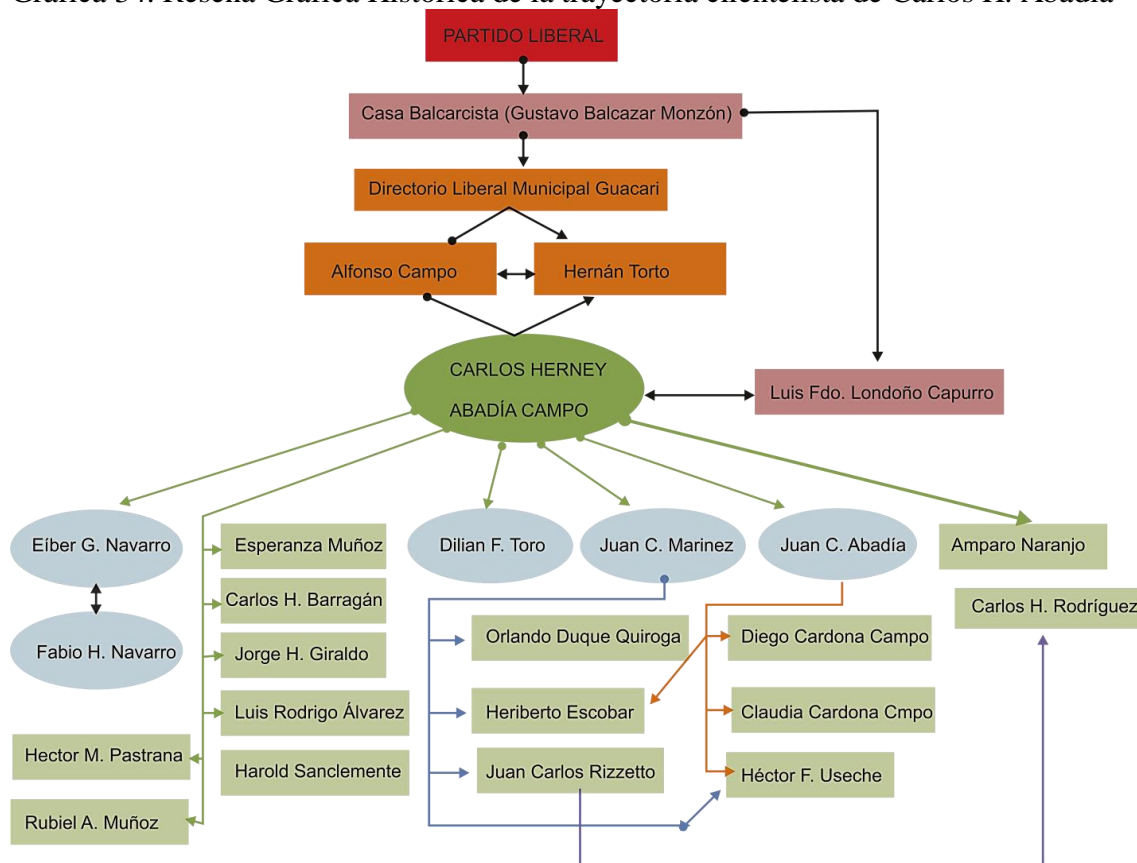 Gráfica 34. Reseña Gráfica Histórica de la trayectoria clientelista de Carlos H. Abadía
PARTIDO LIBERAL
Casa Balcarcista (Gustavo Balcazar Monzón)
Directorio Liberal Municipal Guacari
Alfonso Campo
Hernán Torto
CARLOS HERNEY
ABADÍA CAMPO
Luis Fdo. Londoño Capurro
Eíber G. Navarro
Esperanza Muñoz
Dilian F. Toro
Juan C. Marinez
Juan C. Abadía
Amparo Naranjo
Carlos H. Barragán
Carlos H. Rodríguez
Fabio H. Navarro
Jorge H. Giraldo
Orlando Duque Quiroga
Diego Cardona Campo
Luis Rodrigo Álvarez
Heriberto Escobar
Claudia Cardona Cmpo
Hector M. Pastrana
Harold Sanclemente
Juan Carlos Rizzetto
Héctor F. Useche
Rubiel A. Muñoz